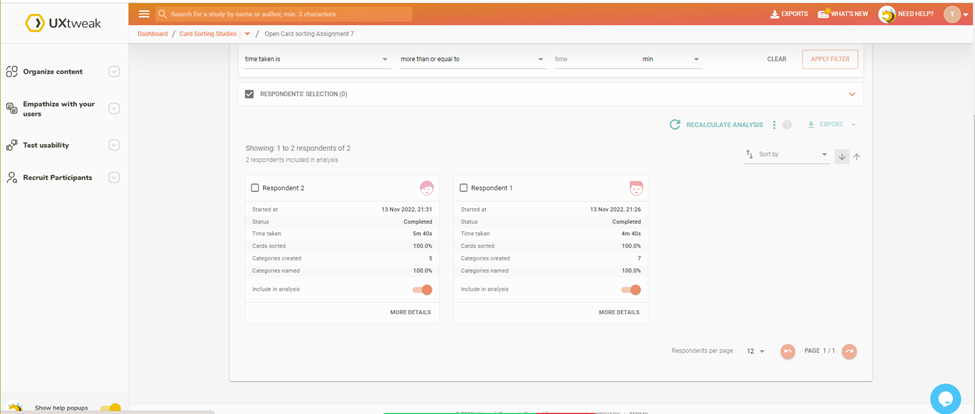 UXtweak
Search for a study by name or author, min. 3 characters
EXPORTS
WHAT'S NEW
NEED HELP?
T
Dashboard / Card Sorting Studies / Open Card sorting Assignment 7
Organize content
Empathize with your
users
Test usability
Recruit Participants
Show help popups
time taken is
more than or equal to
time
min
CLEAR
APPLY FILTER
RESPONDENTS' SELECTION (0)
RECALCULATE ANALYSIS
EXPORT
Showing: 1 to 2 respondents of 2
2 respondents included in analysis
Sort by
Respondent 2
Started at 13 Nov 2022, 21:31
Status Completed
Time taken 5m 40s
Cards sorted 100.0%
Categories created 5
Categories named 100.0%
Include in analysis
MORE DETAILS
Respondent 1
Started at 13 Nov 2022, 21:26
Status Completed
Time taken 4m 40s
Cards sorted 100.0%
Categories created 7
Categories named 100.0%
Include in analysis
MORE DETAILS
Respondents per page 12
PAGE 1 / 1